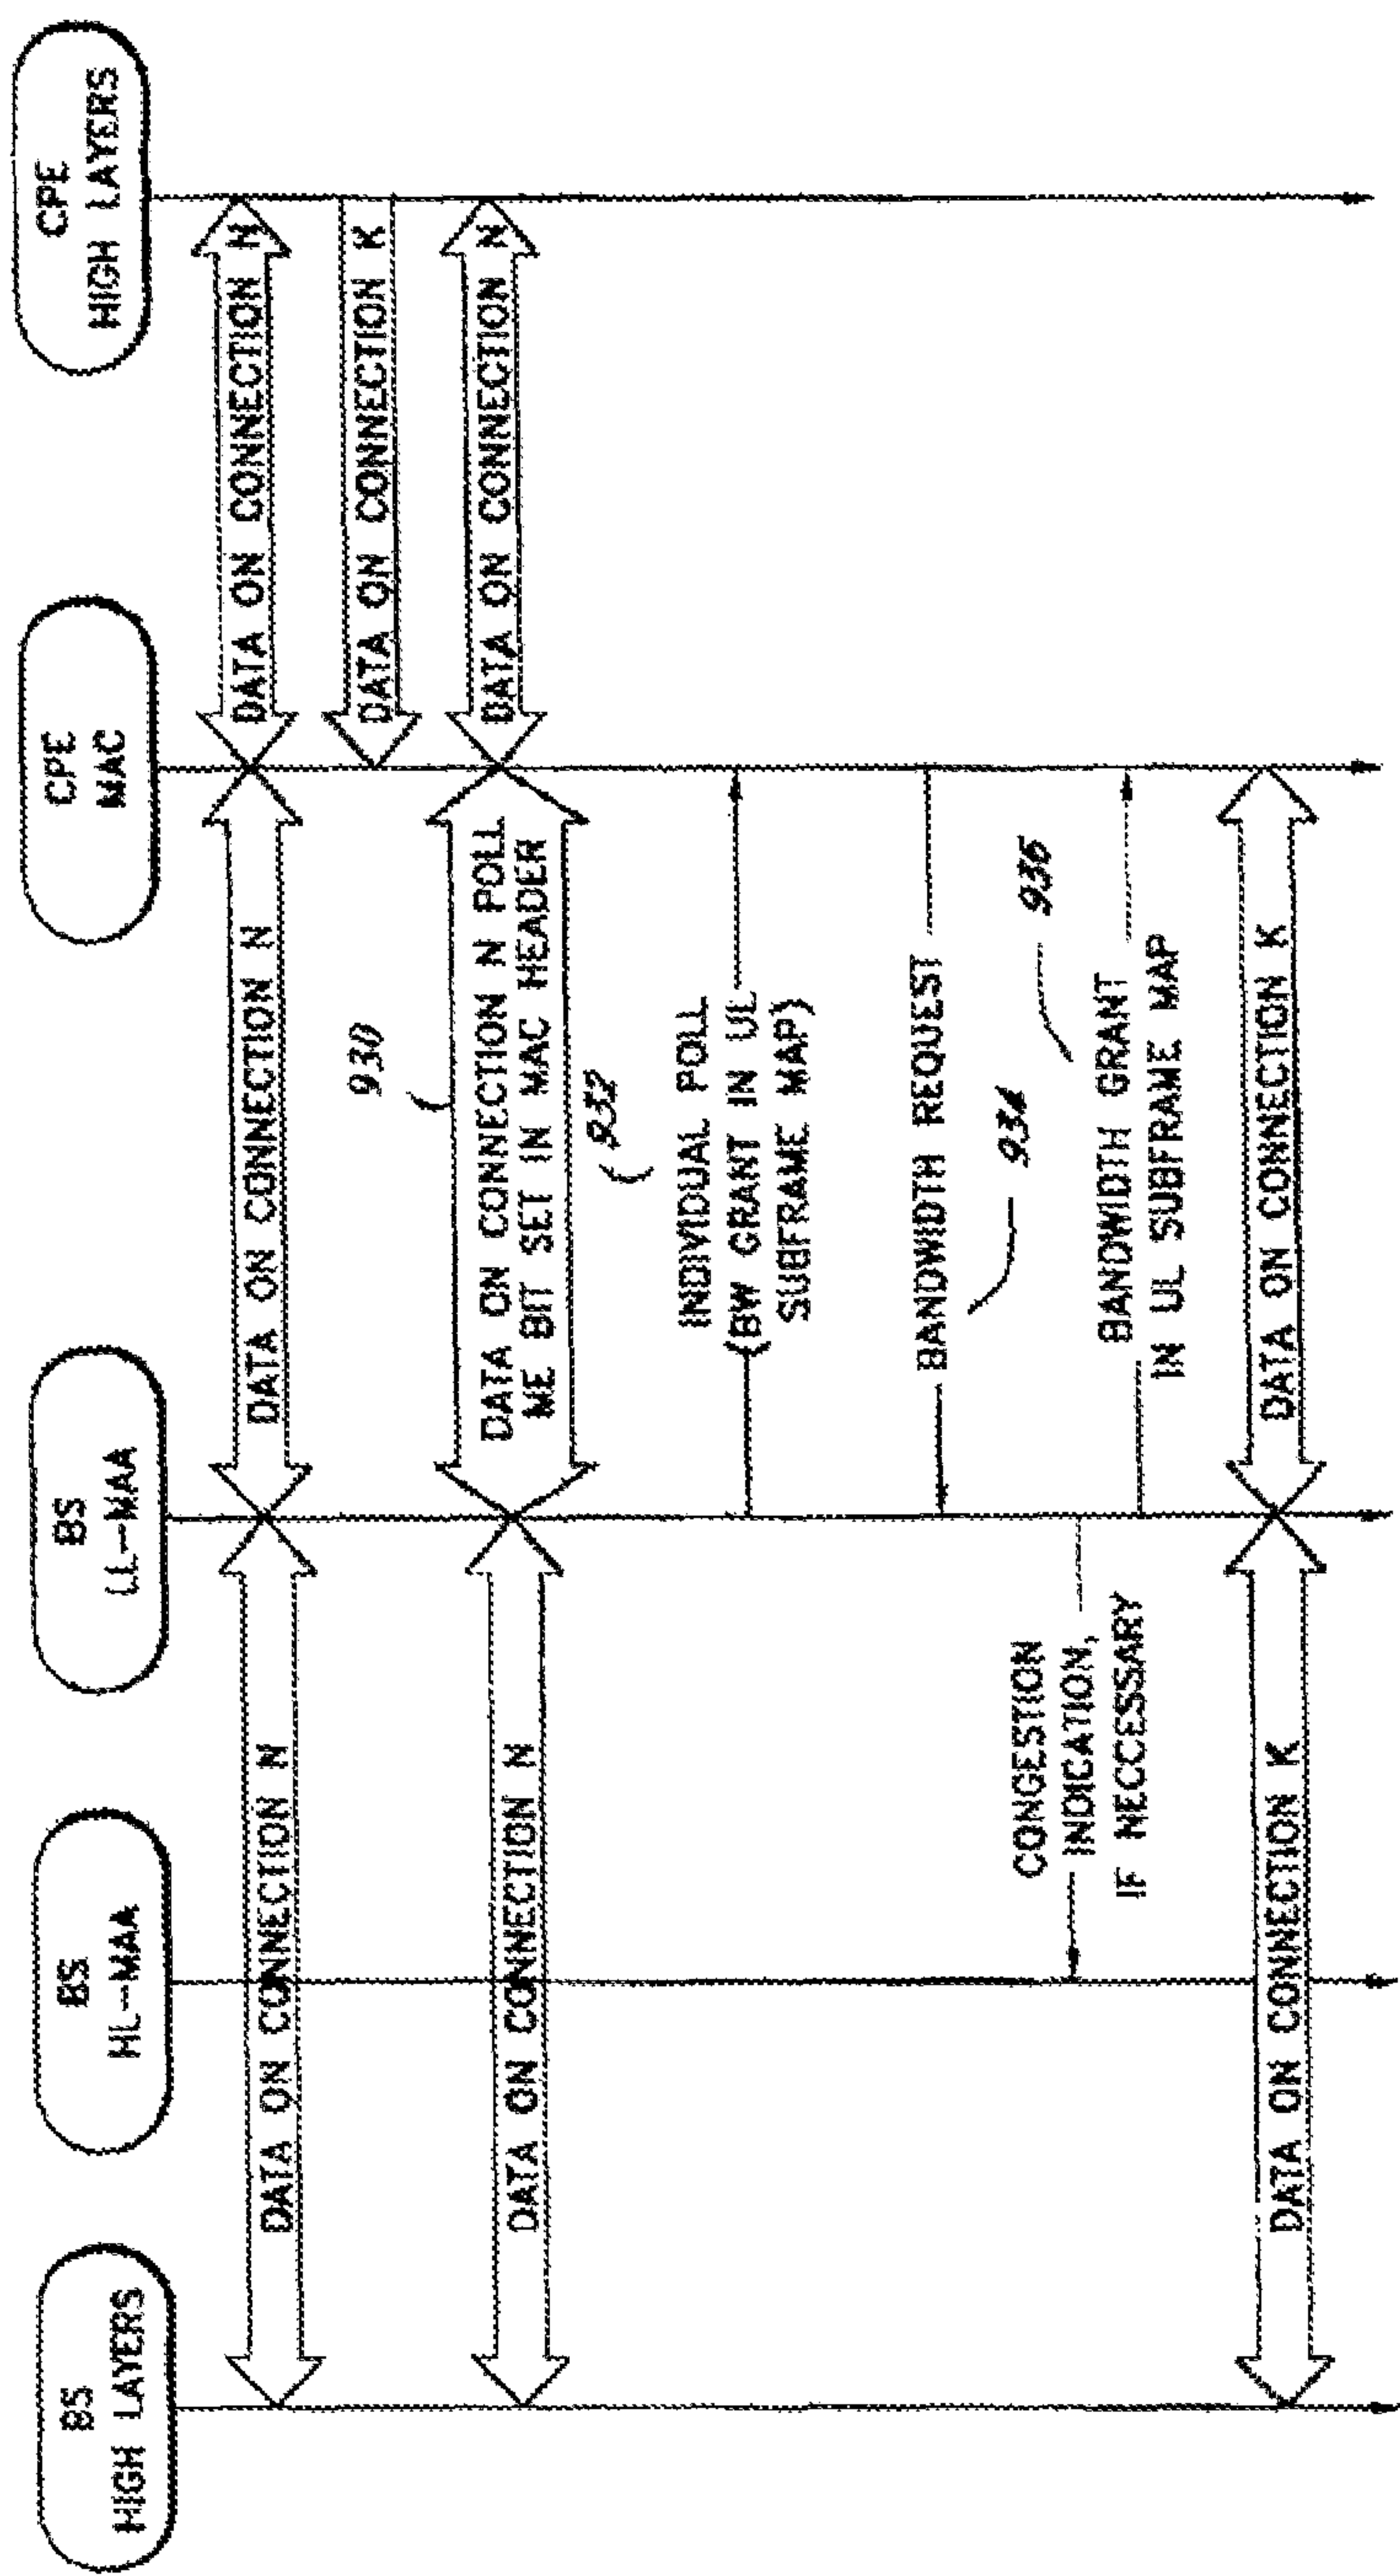 BS
HIGH LAYERS
BS
HL-MAA
BS
LL-MAA
CPE
MAC
CPE
HIGH LAYERS
DATA ON CONNECTION N
DATA ON CONNECTION N
DATA ON CONNECTION N
DATA ON CONNECTION K
930
DATA ON CONNECTION N
DATA ON CONNECTION N POLL
ME BIT SET IN MAC HEADER
DATA ON CONNECTION N
932
INDIVIDUAL POLL
(BW GRANT IN UL
SUBFRAME MAP)
BANDWIDTH REQUEST
934
936
CONGESTION
INDICATION,
IF NECCESSARY
BANDWIDTH GRANT
IN UL SUBFRAME MAP
DATA ON CONNECTION K
DATA ON CONNECTION K